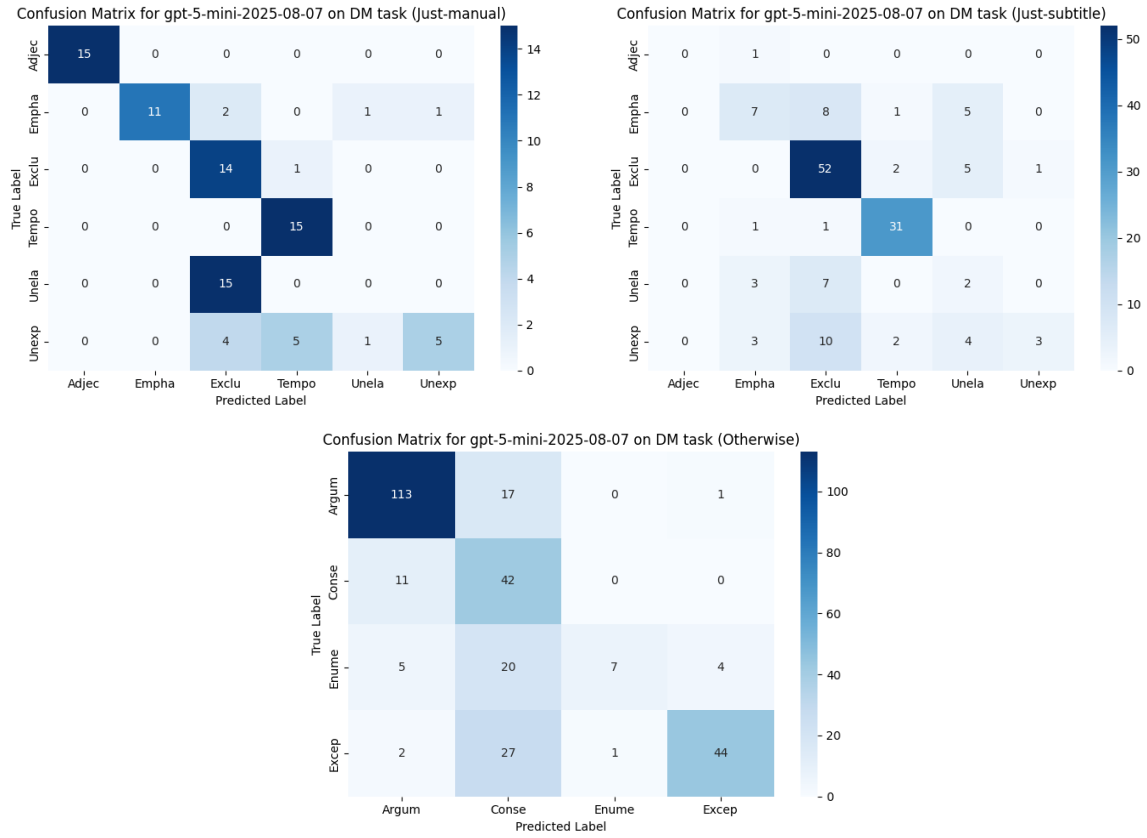 Confusion Matrix for gpt-5-mini-2025-08-07 on DM task (Just-manual)
True Label
Adjec 15 0 0 0 0 0
Empha 0 11 2 0 1 1
Exclu 0 0 14 1 0 0
Tempo 0 0 0 15 0 0
Unela 0 0 15 0 0 0
Unexp 0 0 4 5 1 5
Adjec Empha Exclu Tempo Unela Unexp
Predicted Label
14
12
10
8
6
4
2
0
Confusion Matrix for gpt-5-mini-2025-08-07 on DM task (Just-subtitle)
True Label
Adjec 0 1 0 0 0 0
Empha 0 7 8 1 5 0
Exclu 0 0 52 2 5 1
Tempo 0 1 1 31 0 0
Unela 0 3 7 0 2 0
Unexp 0 3 10 2 4 3
Adjec Empha Exclu Tempo Unela Unexp
Predicted Label
50
40
30
20
10
0
Confusion Matrix for gpt-5-mini-2025-08-07 on DM task (Otherwise)
True Label
Argum 113 17 0 1
Conse 11 42 0 0
Enume 5 20 7 4
Excep 2 27 1 44
Argum Conse Enume Excep
Predicted Label
100
80
60
40
20
0